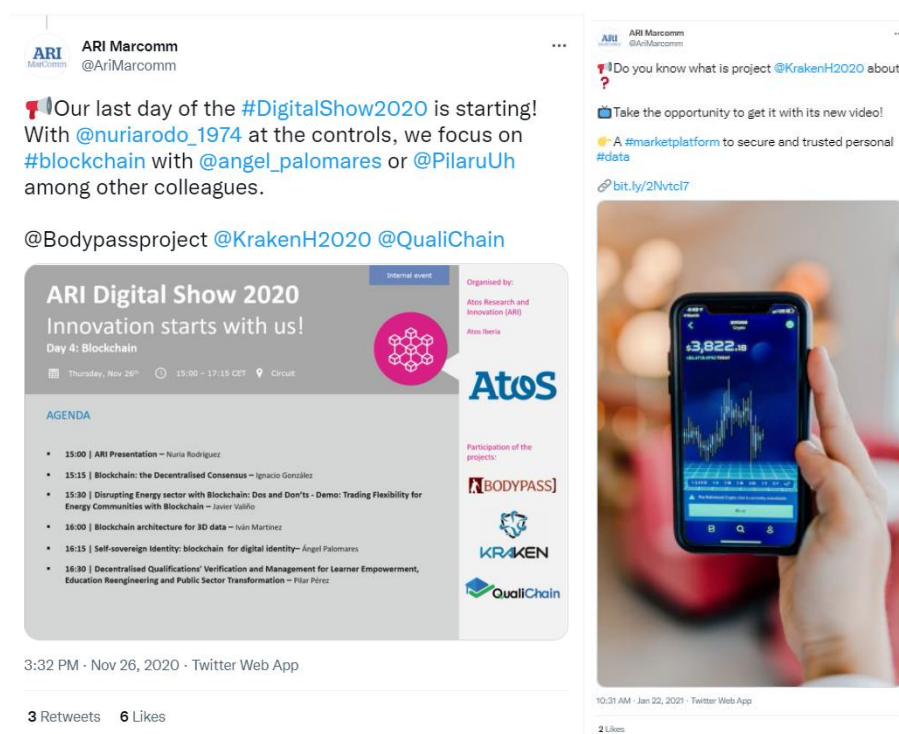 ARI
MarComm
ARI Marcomm
@AriMarcomm
Our last day of the #DigitalShow2020 is starting!
With @nuriarodo_1974 at the controls, we focus on
#blockchain with @angel_palomares or @PilaruUh
among other colleagues.
@Bodypassproject @KrakenH2020 @QualiChain
Internal event
ARI Digital Show 2020
Innovation starts with us!
Day 4: Blockchain
Thursday, Nov 26th 15:00 – 17:15 CET Circuit
AGENDA
▪ 15:00 | ARI Presentation – Nuria Rodríguez
▪ 15:15 | Blockchain: the Decentralised Consensus – Ignacio González
▪ 15:30 | Disrupting Energy sector with Blockchain: Dos and Don'ts - Demo: Trading Flexibility for
Energy Communities with Blockchain – Javier Valiño
▪ 16:00 | Blockchain architecture for 3D data – Iván Martinez
▪ 16:15 | Self-sovereign Identity: blockchain for digital identity– Ángel Palomares
▪ 16:30 | Decentralised Qualifications' Verification and Management for Learner Empowerment,
Education Reengineering and Public Sector Transformation – Pilar Pérez
Organised by:
Atos Research and
Innovation (ARI)
Atos Iberia
Atos
Participation of the
projects:
BODYPASS]
KRAKEN
QualiChain
3:32 PM · Nov 26, 2020 · Twitter Web App
3 Retweets 6 Likes
ARI
ARI Marcomm
@AriMarcomm
Do you know what is project @KrakenH2020 about
?
Take the opportunity to get it with its new video!
A #marketplatform to secure and trusted personal
#data
bit.ly/2Nvtcl7
$3,822.18
10:31 AM · Jan 22, 2021 · Twitter Web App
2 Likes